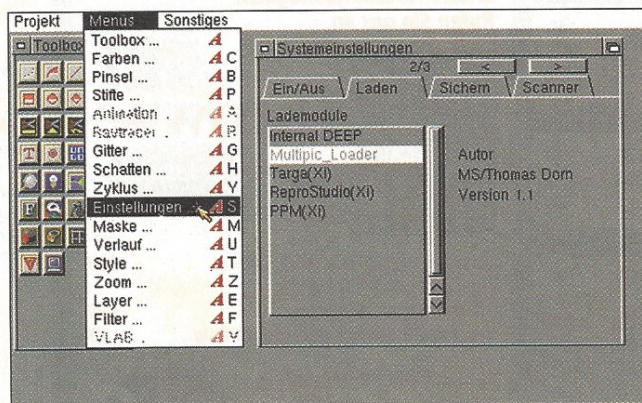 Projekt Menus Sonstiges
Toolbox
Toolbox ... A
Farben ... A C
Pinsel ... A B
Stifte ... A P
Animation . A A
Raytracer . A R
Gitter ... A G
Schatten ... A H
Zyklus ... A Y
Einstellungen A S
Maske ... A M
Verlauf ... A U
Style ... A T
Zoom ... A Z
Layer ... A E
Filter ... A F
VLAB . A V
Systemeinstellungen
2/3 < >
Ein/Aus Laden Sichern Scanner
Lademodule
Internal DEEP
Multipic_Loader
Targa(Xi)
ReproStudio(Xi)
PPM(Xi)
Autor
MS/Thomas Dorn
Version 1.1